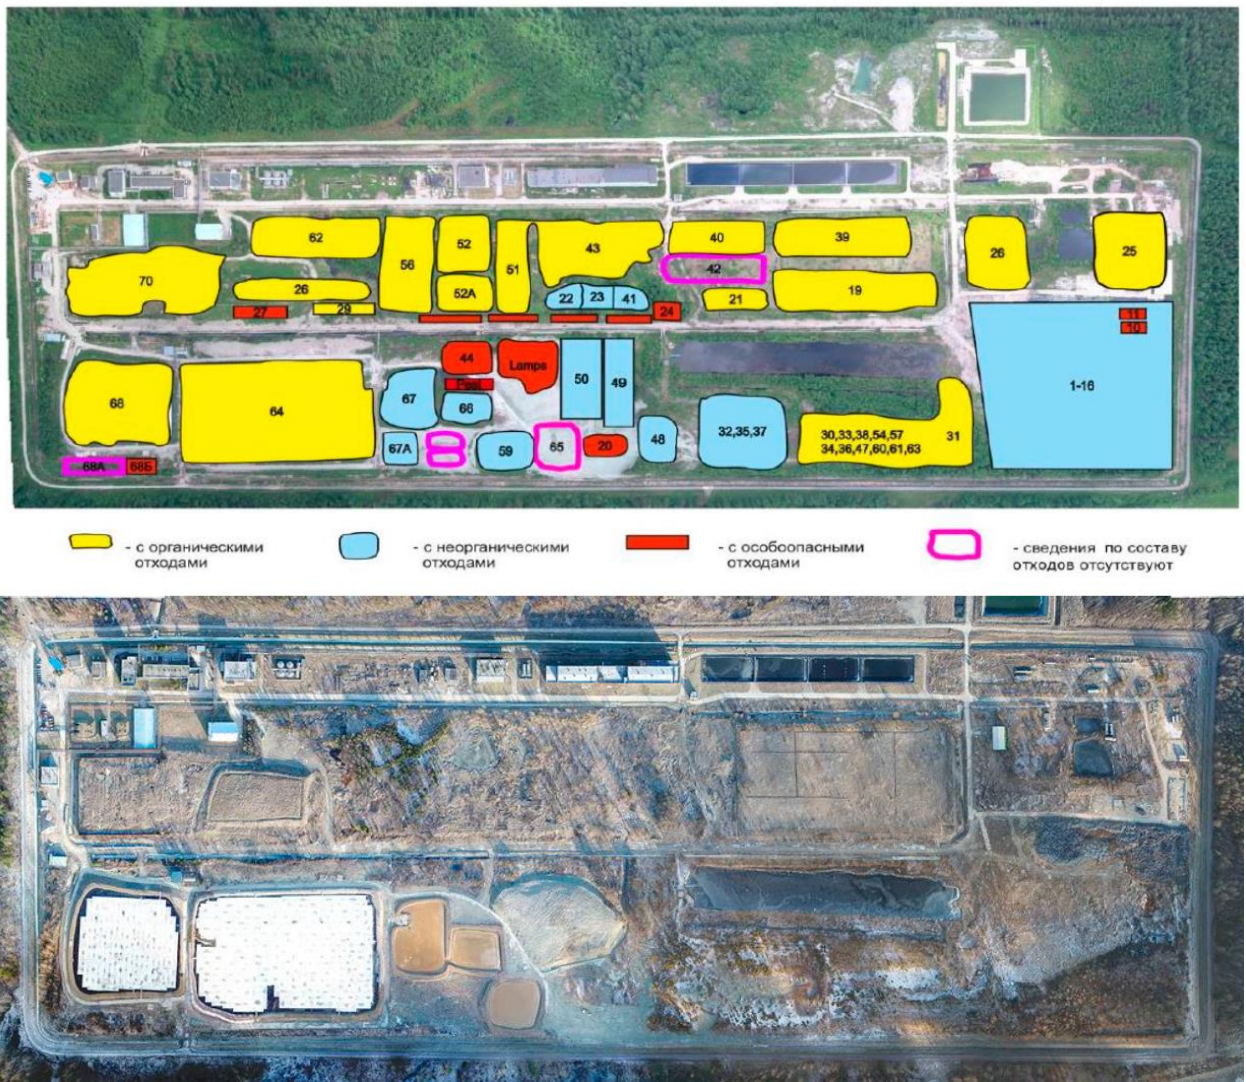 62
56
52
51
43
40
39
26
25
42
70
26
52A
22
23
41
21
19
27
29
24
11
10
44
Lamps
Pest
50
49
1-16
68
64
67
66
67A
59
65
20
48
32,35,37
30,33,38,54,57
34,36,47,60,61,63
31
68А
68Б
- с органическими
отходами
- с неорганическими
отходами
- с особоопасными
отходами
- сведения по составу
отходов отсутствуют